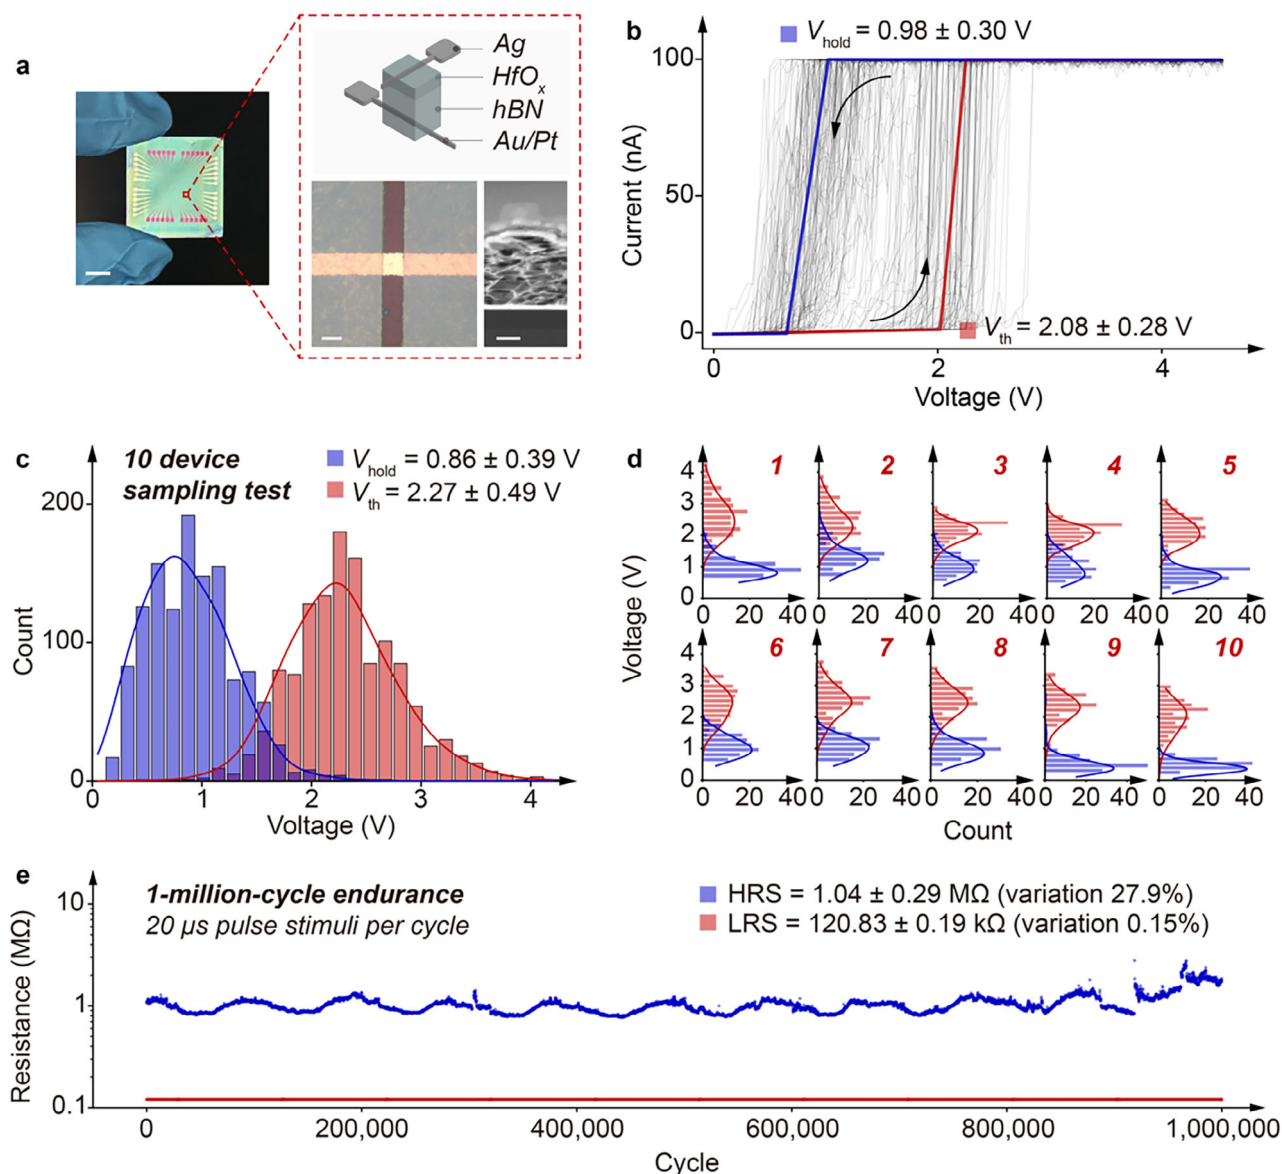 a
Ag
HfOx
hBN
Au/Pt
b
Vhold = 0.98 ± 0.30 V
100
50
0
Current (nA)
Vth = 2.08 ± 0.28 V
0 2 4
Voltage (V)
c
10 device
sampling test
Vhold = 0.86 ± 0.39 V
Vth = 2.27 ± 0.49 V
200
100
0
Count
0 1 2 3 4
Voltage (V)
d
1 2 3 4 5
4
3
2
1
0
0 20 40 0 20 40 0 20 40 0 20 40 0 20 40
Voltage (V)
6 7 8 9 10
4
3
2
1
0
0 20 40 0 20 40 0 20 40 0 20 40 0 20 40
Count
e
1-million-cycle endurance
20 µs pulse stimuli per cycle
HRS = 1.04 ± 0.29 MΩ (variation 27.9%)
LRS = 120.83 ± 0.19 kΩ (variation 0.15%)
10
1
0.1
Resistance (MΩ)
0 200,000 400,000 600,000 800,000 1,000,000
Cycle